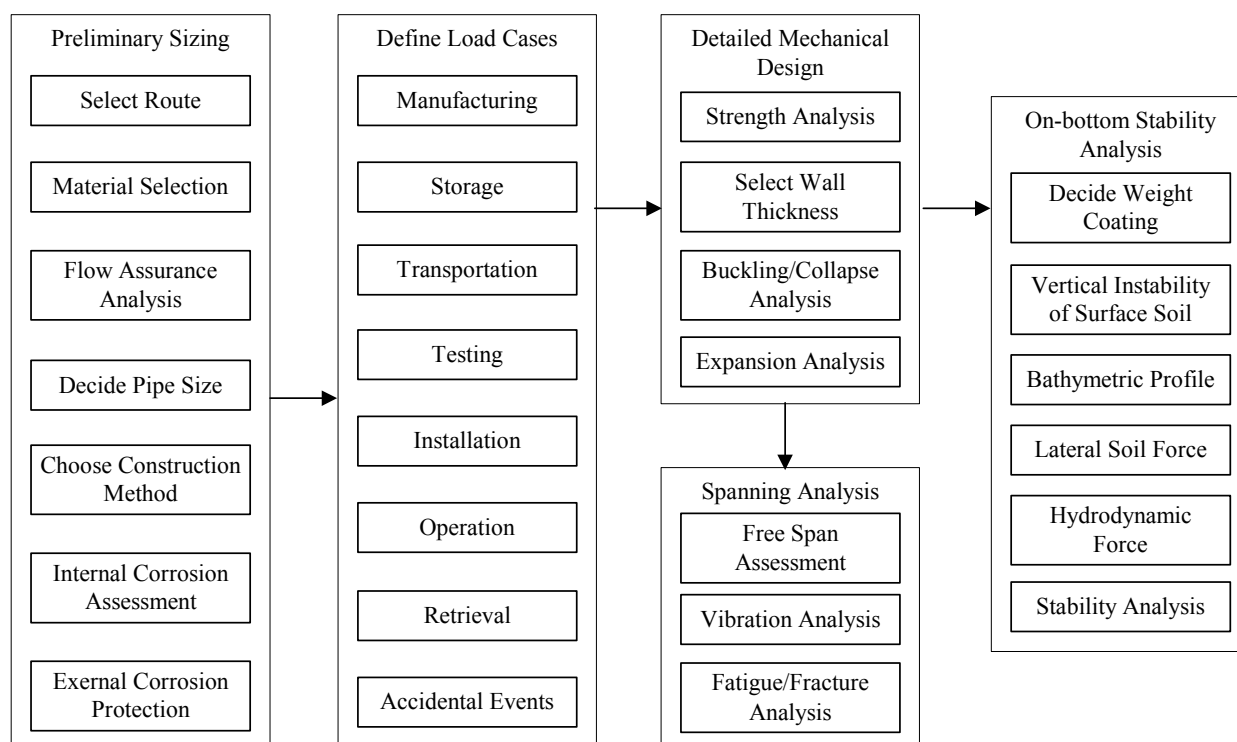 Preliminary Sizing
Select Route
Material Selection
Flow Assurance
Analysis
Decide Pipe Size
Choose Construction
Method
Internal Corrosion
Assessment
Exernal Corrosion
Protection
Define Load Cases
Manufacturing
Storage
Transportation
Testing
Installation
Operation
Retrieval
Accidental Events
Detailed Mechanical
Design
Strength Analysis
Select Wall
Thickness
Buckling/Collapse
Analysis
Expansion Analysis
Spanning Analysis
Free Span
Assessment
Vibration Analysis
Fatigue/Fracture
Analysis
On-bottom Stability
Analysis
Decide Weight
Coating
Vertical Instability
of Surface Soil
Bathymetric Profile
Lateral Soil Force
Hydrodynamic
Force
Stability Analysis